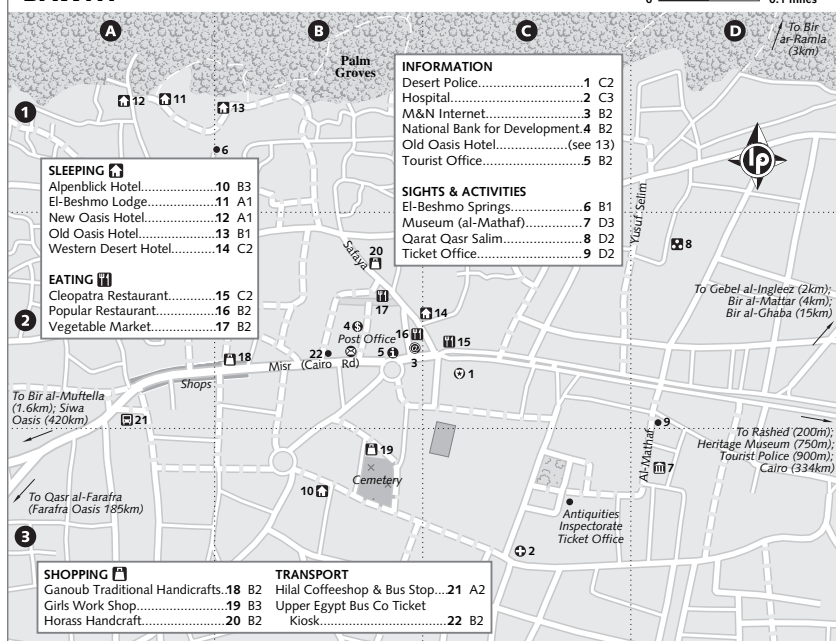 0 0.1 miles
A B C D
To Bir
ar-Ramla
(3km)
Palm
Groves
1
12
11
13
6
INFORMATION
Desert Police...1 C2
Hospital...2 C3
M&N Internet...3 B2
National Bank for Development.4 B2
Old Oasis Hotel...(see 13)
Tourist Office...5 B2
SIGHTS & ACTIVITIES
El-Beshmo Springs...6 B1
Museum (al-Mathaf)...7 D3
Qarat Qasr Salim...8 D2
Ticket Office...9 D2
lp
SLEEPING
Alpenblick Hotel...10 B3
El-Beshmo Lodge...11 A1
New Oasis Hotel...12 A1
Old Oasis Hotel...13 B1
Western Desert Hotel...14 C2
EATING
Cleopatra Restaurant...15 C2
Popular Restaurant...16 B2
Vegetable Market...17 B2
Yusuf Selim
8
Safaya
20
17
14
To Gebel al-Ingleez (2km);
Bir al-Mattar (4km);
Bir al-Ghaba (15km)
2
4 $
Post Office
16
15
22
5
3
@
Misr (Cairo Rd)
18
Shops
1
To Bir al-Muftella
(1.6km); Siwa
Oasis (420km)
21
9
To Rashed (200m);
Heritage Museum (750m);
Tourist Police (900m);
Cairo (334km)
Al-Mathaf
7
19
Cemetery
10
To Qasr al-Farafra
(Farafra Oasis 185km)
Antiquities
Inspectorate
Ticket Office
3
2
SHOPPING
Ganoub Traditional Handicrafts..18 B2
Girls Work Shop...19 B3
Horass Handcraft...20 B2
TRANSPORT
Hilal Coffeeshop & Bus Stop....21 A2
Upper Egypt Bus Co Ticket
Kiosk...22 B2